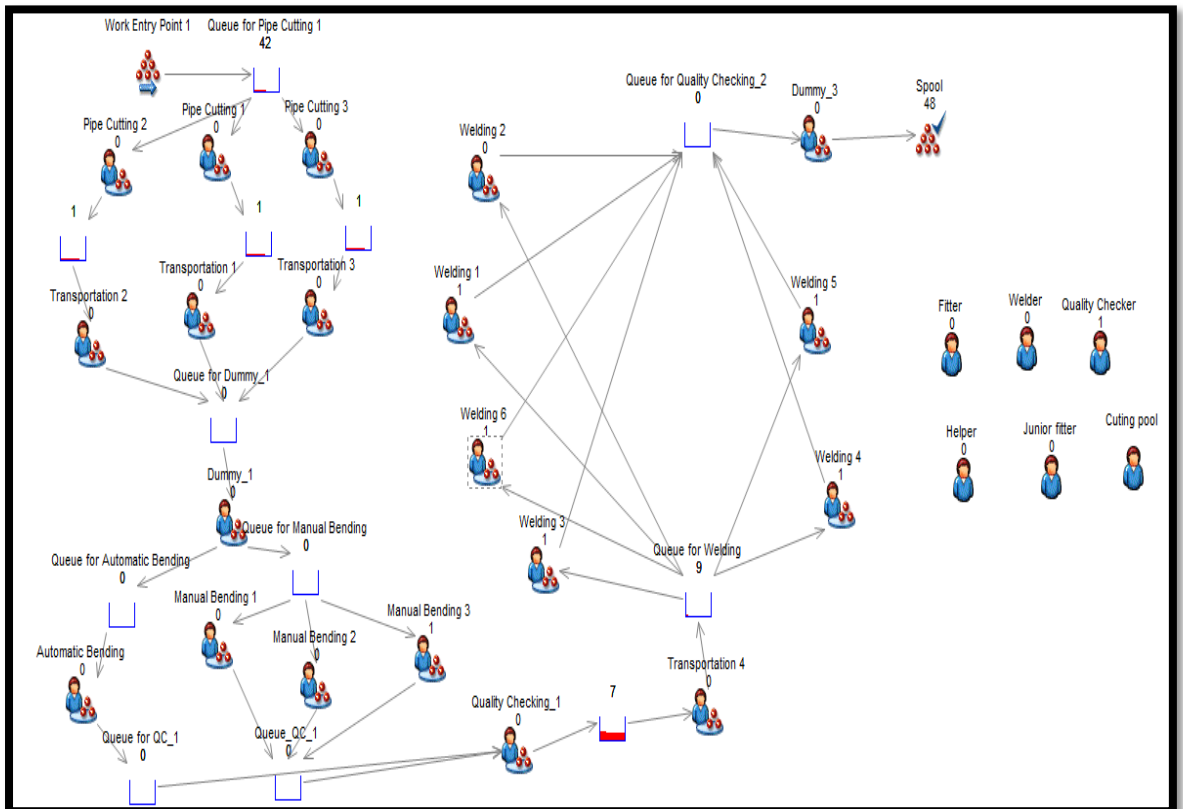 Work Entry Point 1
Queue for Pipe Cutting 1
42
Pipe Cutting 2
0
Pipe Cutting 1
0
Pipe Cutting 3
0
1
1
1
Transportation 2
0
Transportation 1
0
Transportation 3
0
Queue for Dummy_1
0
Dummy_1
0
Queue for Manual Bending
0
Queue for Automatic Bending
0
Manual Bending 1
0
Manual Bending 2
0
Manual Bending 3
1
Automatic Bending
0
Queue for QC_1
0
Queue_QC_1
0
Quality Checking_1
0
7
Transportation 4
0
Queue for Welding
9
Welding 3
1
Welding 4
1
Welding 6
1
Welding 1
1
Welding 5
1
Welding 2
0
Queue for Quality Checking_2
0
Dummy_3
0
Spool
48
Fitter
0
Welder
0
Quality Checker
1
Helper
0
Junior fitter
0
Cuting pool
0